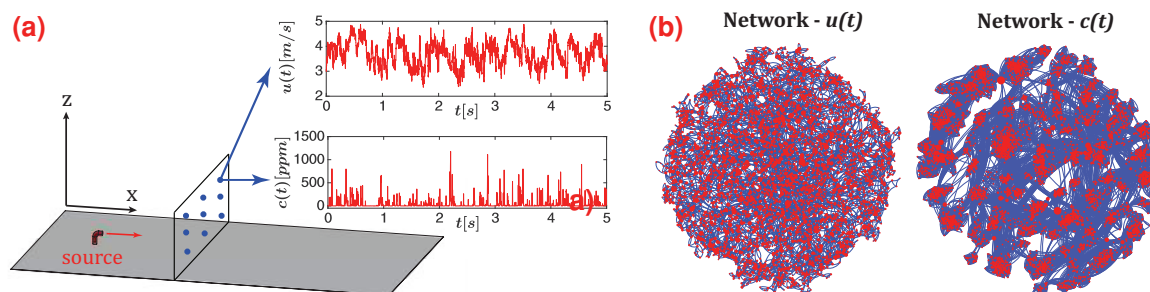 (a)
z
x
source
u(t)[m/s]
5
4
3
2
0 1 2 3 4 5
t[s]
c(t)[ppm]
1500
1000
500
0
0 1 2 3 4 5
t[s]
a)
(b)
Network - u(t)
Network - c(t)